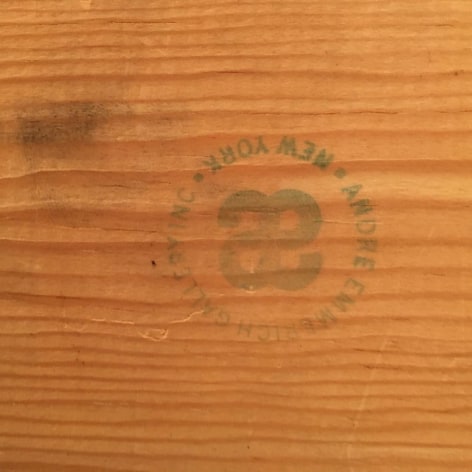 ANDRE EMMERICH GALLERY INC
• NEW YORK •